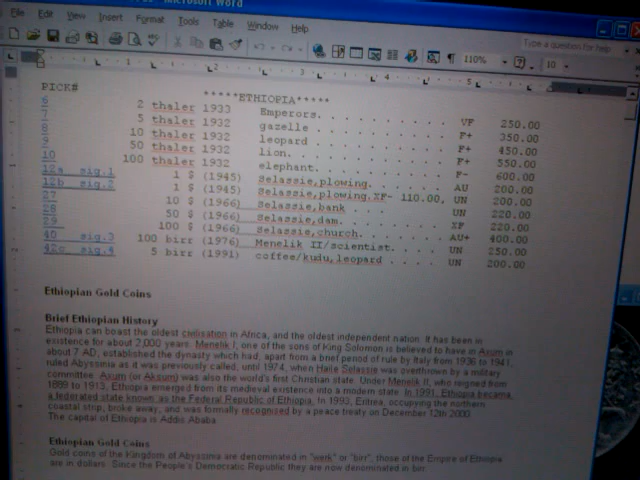 Microsoft Word
File Edit View Insert Format Tools Table Window Help
Type a question for help
110%
10
PICK# *****ETHIOPIA*****
6 2 thaler 1933 Emperors. . . . . . . . . . . VF 250.00
7 5 thaler 1932 gazelle . . . . . . . . . . . F+ 350.00
8 10 thaler 1932 leopard . . . . . . . . . . . F+ 450.00
9 50 thaler 1932 lion. . . . . . . . . . . . . F+ 550.00
10 100 thaler 1932 elephant. . . . . . . . . . . F- 600.00
12a sig.1 1 $ (1945) Selassie,plowing. . . . . . . AU 200.00
12b sig.2 1 $ (1945) Selassie,plowing.XF- 110.00, UN 200.00
27 10 $ (1966) Selassie,bank . . . . . . . . UN 220.00
28 50 $ (1966) Selassie,dam. . . . . . . . . XF 220.00
29 100 $ (1966) Selassie,church. . . . . . . AU+ 400.00
40 sig.3 100 birr (1976) Menelik II/scientist. . . . . UN 250.00
42c sig.4 5 birr (1991) coffee/kudu,leopard . . . . UN 200.00
Ethiopian Gold Coins
Brief Ethiopian History
Ethiopia can boast the oldest civilisation in Africa, and the oldest independent nation. It has been in
existence for about 2,000 years. Menelik I, one of the sons of King Solomon is believed to have in Axum in
about 7 AD, established the dynasty which had, apart from a brief period of rule by Italy from 1936 to 1941,
ruled Abyssinia as it was previously called, until 1974, when Haile Selassie was overthrown by a military
committee. Axum (or Aksum) was also the world's first Christian state. Under Menelik II, who reigned from
1889 to 1913, Ethiopia emerged from its medieval existence into a modern state. In 1991, Ethiopia became
a federated state known as the Federal Republic of Ethiopia. In 1993, Eritrea, occupying the northern
coastal strip, broke away, and was formally recognised by a peace treaty on December 12th 2000.
The capital of Ethiopia is Addis Ababa.
Ethiopian Gold Coins
Gold coins of the Kingdom of Abyssinia are denominated in "werk" or "birr", those of the Empire of Ethiopia
are in dollars. Since the People's Democratic Republic they are now denominated in birr.